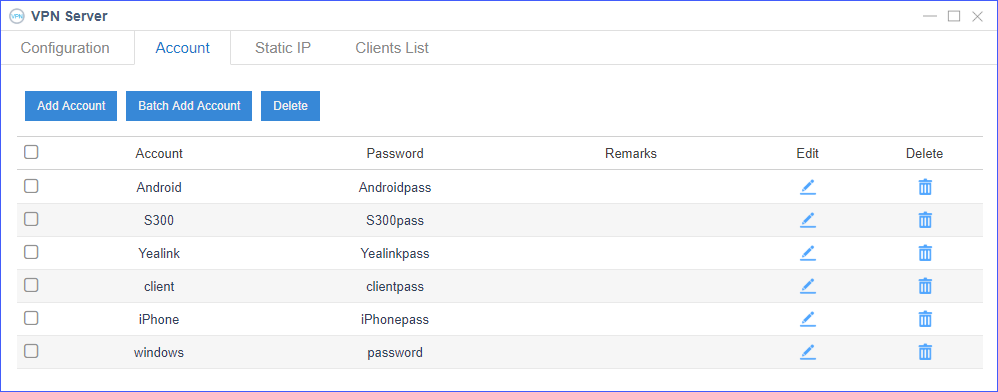 VPN VPN Server
Configuration Account Static IP Clients List
Add Account Batch Add Account Delete
Account Password Remarks Edit Delete
Android Androidpass
S300 S300pass
Yealink Yealinkpass
client clientpass
iPhone iPhonepass
windows password